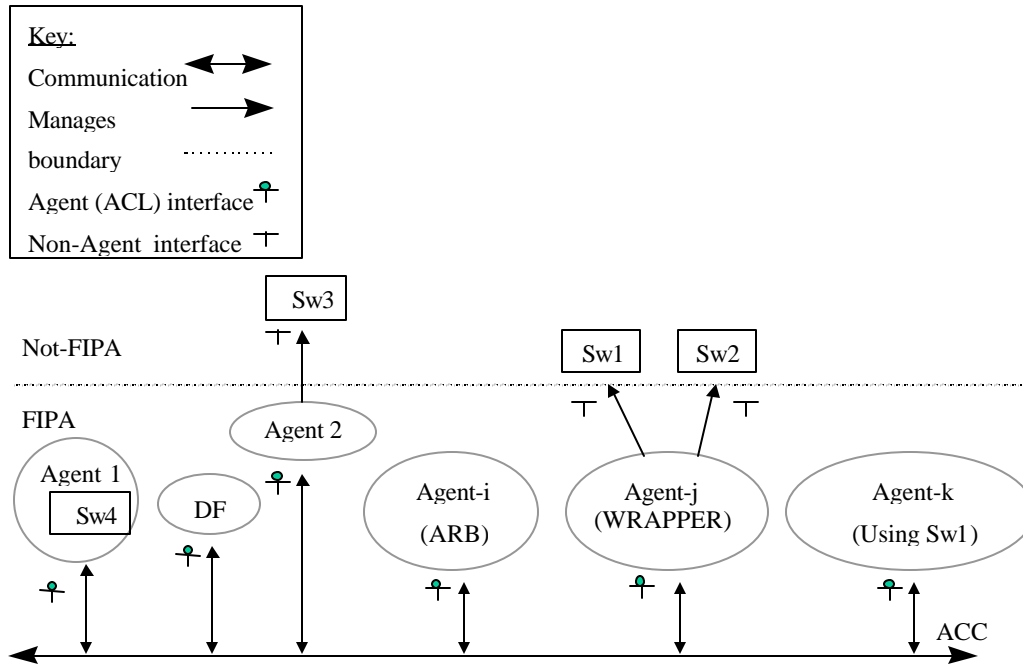 Key:
Communication
Manages
boundary
Agent (ACL) interface
Non-Agent interface
Sw3
Not-FIPA
Sw1
Sw2
FIPA
Agent 1
Sw4
DF
Agent 2
Agent-i
(ARB)
Agent-j
(WRAPPER)
Agent-k
(Using Sw1)
ACC